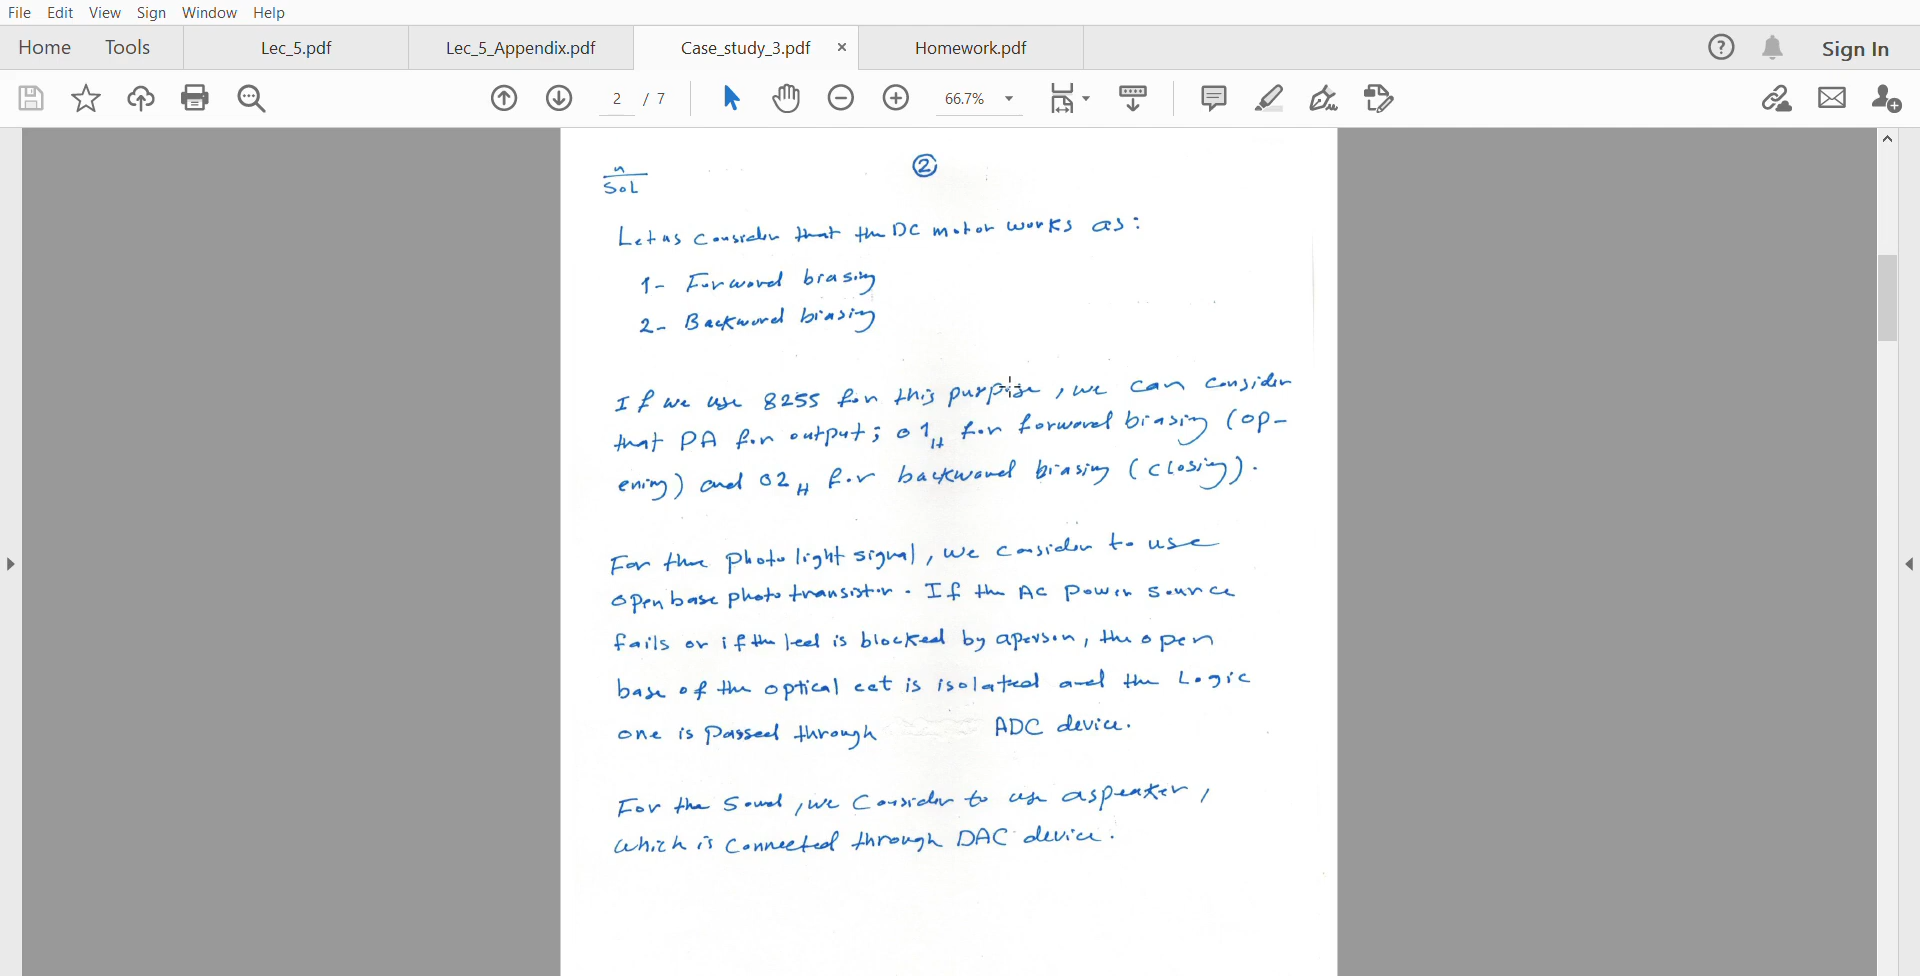 File Edit View Sign Window Help
Home Tools Lec_5.pdf Lec_5_Appendix.pdf Case_study_3.pdf × Homework.pdf ? Sign In
2 / 7 66.7%
②
SoL
Let us consider that the DC motor works as:
1- Forword biasing
2- Backword biasing
If we use 8255 for this purpose, we can consider
that PA for output; 01H for forword biasing (op-
ening) and 02H for backword biasing (closing).
For the photo light signal, we consider to use
open base photo transistor. If the AC power source
fails or if the led is blocked by a person, the open
base of the optical cct is isolated and the Logic
one is passed through ADC device.
For the Sound, we Consider to use a speaker,
which is Connected through DAC device.